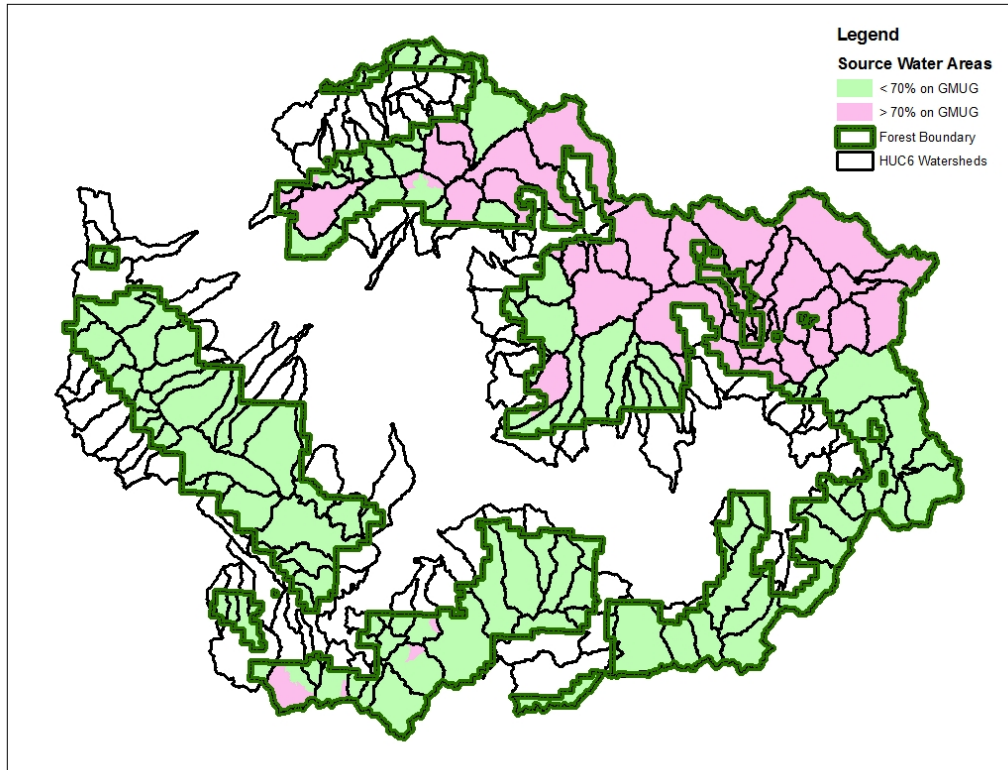 Legend
Source Water Areas
< 70% on GMUG
> 70% on GMUG
Forest Boundary
HUC6 Watersheds